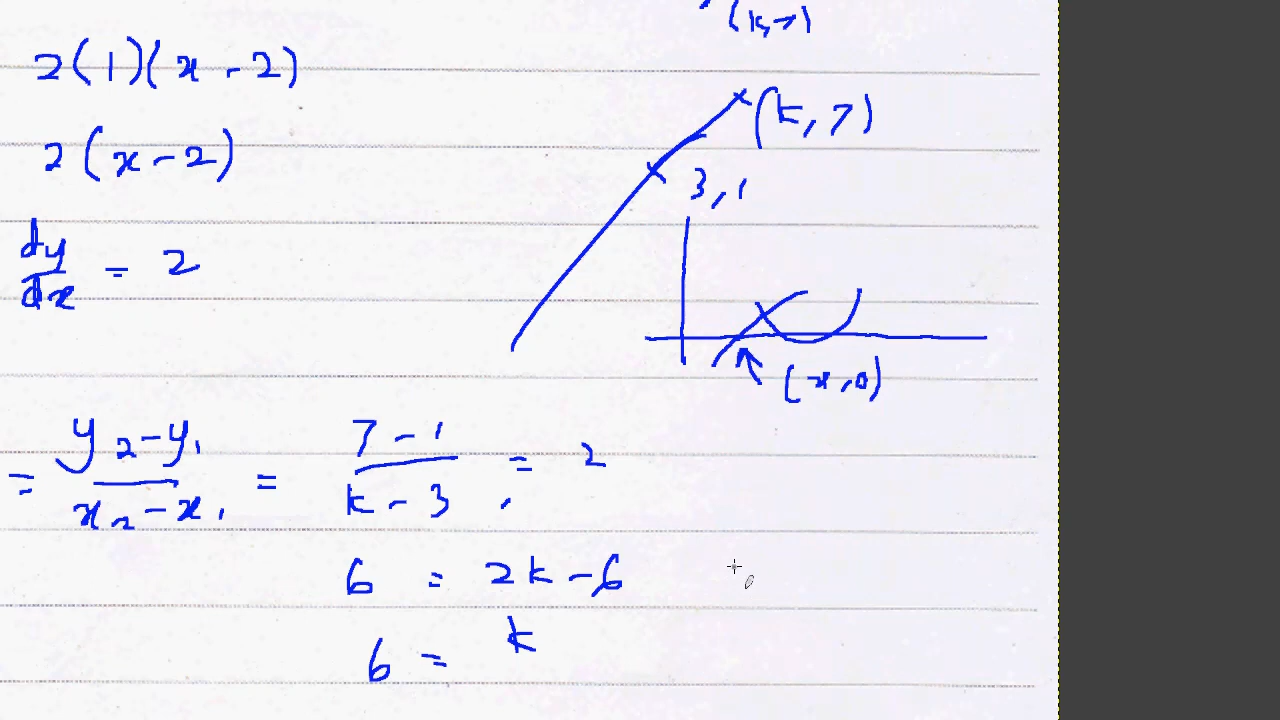 (k, 7)
2(1)(x - 2)
(k, 7)
2(x - 2)
3, 1
dy/dx = 2
(x, 0)
= y₂ - y₁ / x₂ - x₁ = 7 - 1 / k - 3 = 2
6 = 2k - 6
6 = k